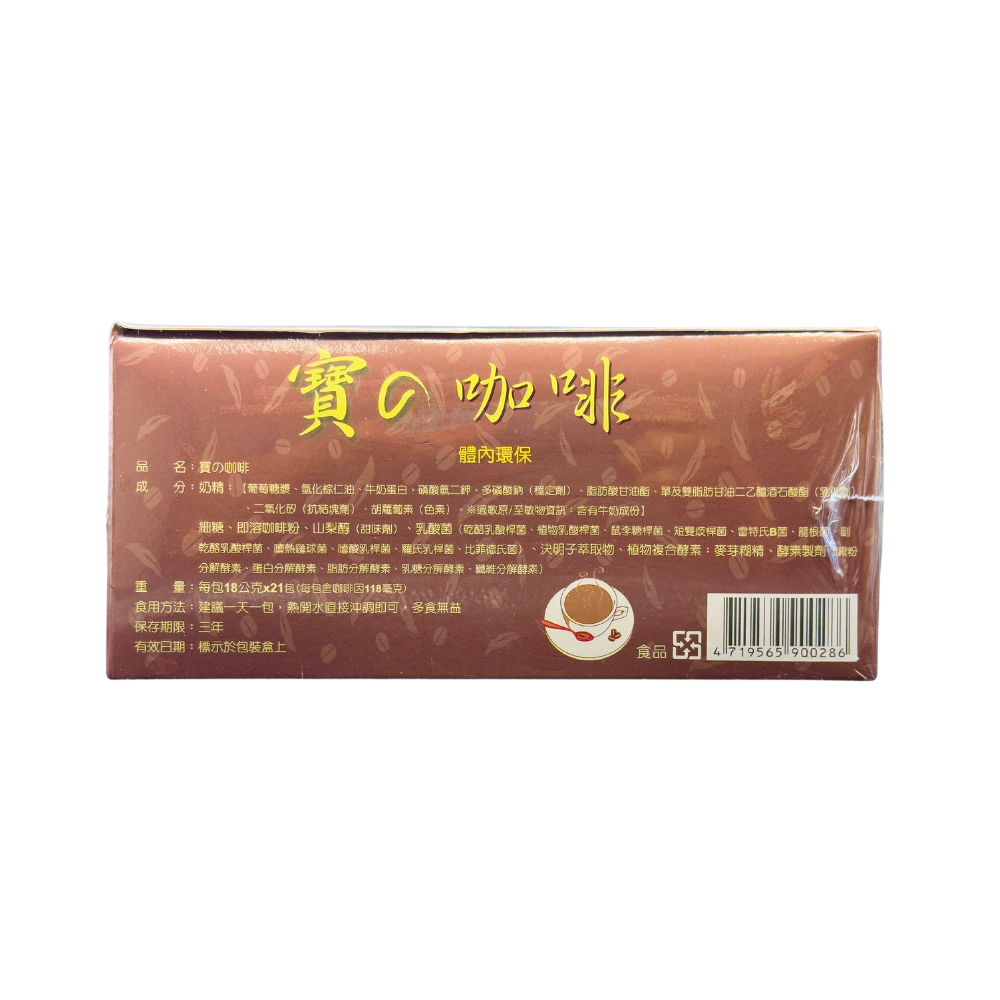 寶の咖啡
體內環保
品　　名：寶の咖啡
成　　分：奶精：【葡萄糖漿、氫化棕仁油、牛奶蛋白、磷酸氫二鉀、多磷酸鈉（穩定劑）、脂肪酸甘油酯、單及雙脂肪甘油二乙醯酒石酸酯（乳化劑）
、二氧化矽（抗結塊劑）、胡蘿蔔素（色素）。※過敏原/至敏物資訊：含有牛奶成份】
細糖、即溶咖啡粉、山梨醇（甜味劑）、乳酸菌（乾酪乳酸桿菌、植物乳酸桿菌、鼠李糖桿菌、短雙歧桿菌、雷特氏B菌、龍根菌、副
乾酪乳酸桿菌、嗜熱鏈球菌、嗜酸乳桿菌、羅氏乳桿菌、比菲德氏菌）、決明子萃取物、植物複合酵素：麥芽糊精、酵素製劑（澱粉
分解酵素、蛋白分解酵素、脂肪分解酵素、乳糖分解酵素、纖維分解酵素）
重　　量：每包18公克x21包(每包含咖啡因118毫克)
食用方法：建議一天一包，熱開水直接沖調即可，多食無益
保存期限：三年
有效日期：標示於包裝盒上
食品
4 719565 900286